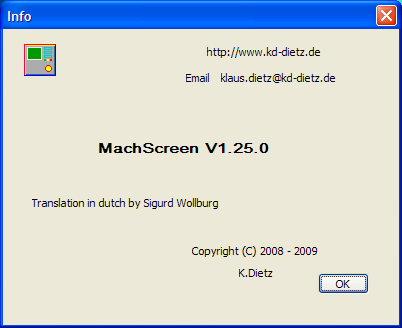 Info
http://www.kd-dietz.de
Email klaus.dietz@kd-dietz.de
MachScreen V1.25.0
Translation in dutch by Sigurd Wollburg
Copyright (C) 2008 - 2009
K.Dietz
OK